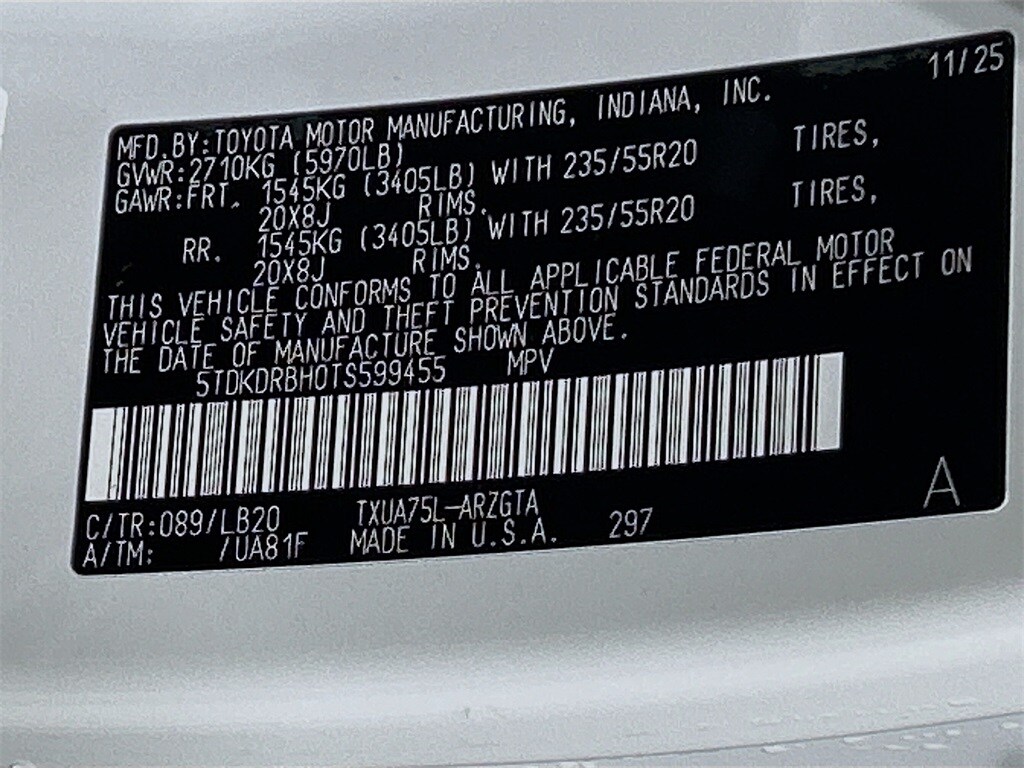 11/25
MFD.BY:TOYOTA MOTOR MANUFACTURING, INDIANA, INC.
GVWR:2710KG (5970LB)
GAWR:FRT. 1545KG (3405LB) WITH 235/55R20 TIRES,
20X8J RIMS.
RR. 1545KG (3405LB) WITH 235/55R20 TIRES,
20X8J RIMS.
THIS VEHICLE CONFORMS TO ALL APPLICABLE FEDERAL MOTOR
VEHICLE SAFETY AND THEFT PREVENTION STANDARDS IN EFFECT ON
THE DATE OF MANUFACTURE SHOWN ABOVE.
5TDKDRBH0TS599455 MPV
C/TR:089/LB20 TXUA75L-ARZGTA
A/TM: /UA81F MADE IN U.S.A. 297
A